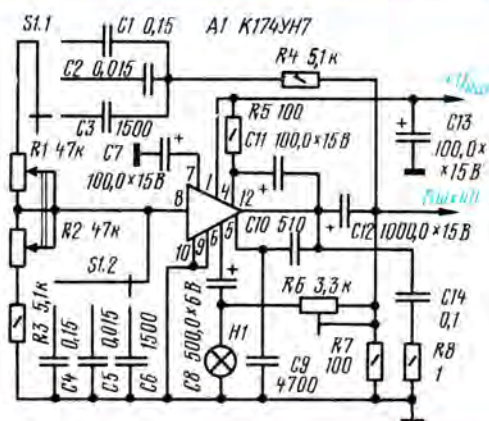 S1.1
C1 0,15
A1 К174УН7
C2 0,015
R4 5,1к
C3 1500
+Uпит
R1 47к
C7
100,0×15В
R5 100
C11 100,0×15В
C13
100,0×
×15В
7
1
4
12
8
10
9
6
5
Выход
C10 510
C12 1000,0×15В
R2 47к
S1.2
R3 5,1к
C4 0,15
C5 0,015
C6 1500
C8 500,0×6В
H1
R6 3,3к
C9
4700
R7
100
C14
0,1
R8
1